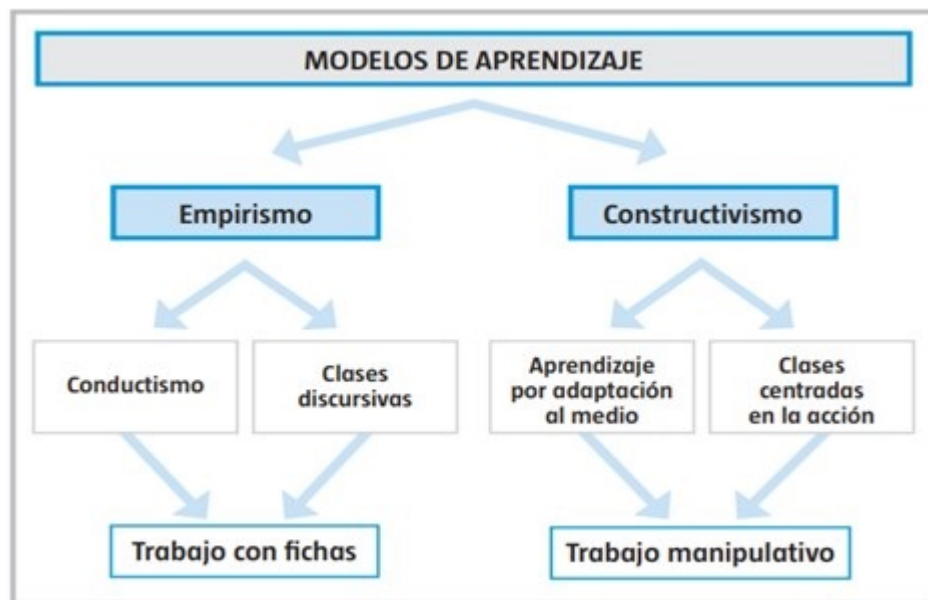 MODELOS DE APRENDIZAJE
Empirismo
Constructivismo
Conductismo
Clases
discursivas
Aprendizaje
por adaptación
al medio
Clases
centradas
en la acción
Trabajo con fichas
Trabajo manipulativo